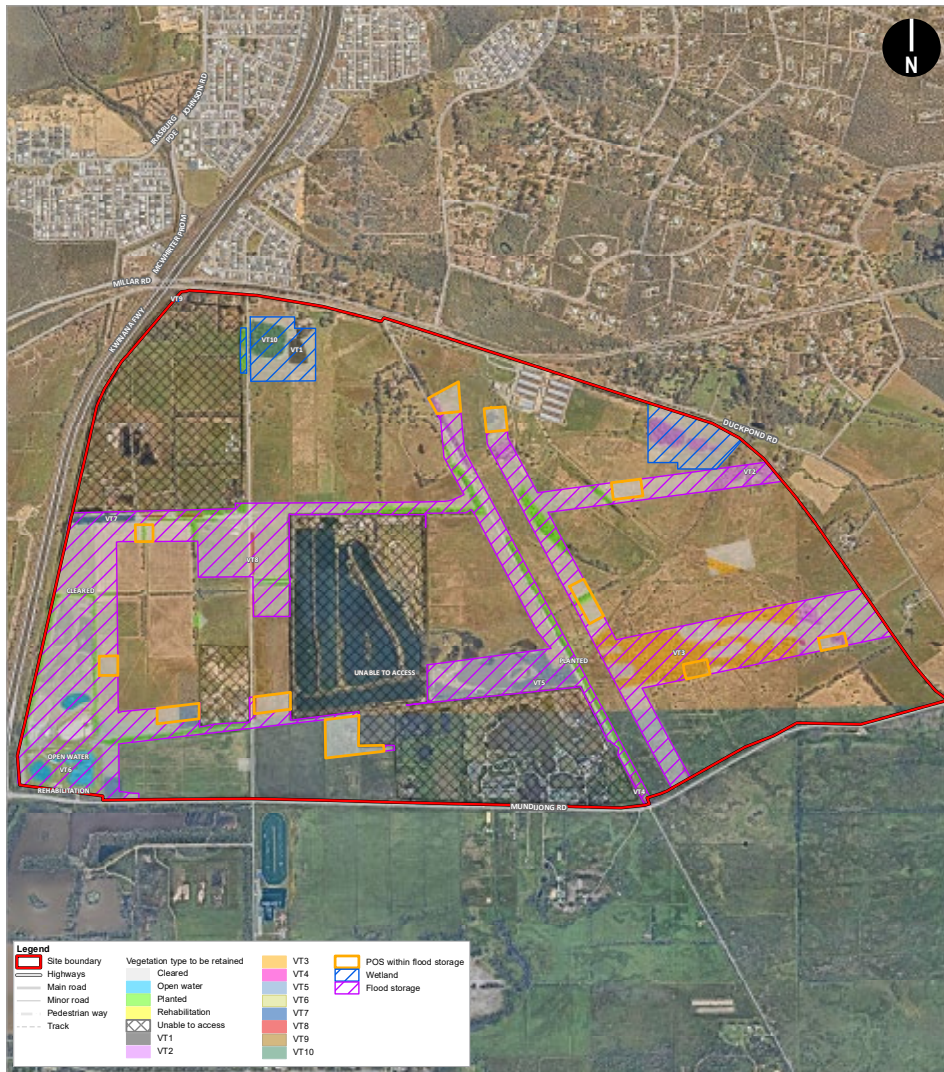 N
JOHNSON RD
IRASBURG
PDE
MCWHIRTER PROM
MILLAR RD
KWINANA FWY
VT9
VT10
VT1
DUCKPOND RD
VT2
VT7
VT8
CLEARED
VT3
PLANTED
UNABLE TO ACCESS
VT5
OPEN WATER
VT6
REHABILITATION
VT4
MUNDIJONG RD
Legend
Site boundary
Highways
Main road
Minor road
Pedestrian way
Track
Vegetation type to be retained
Cleared
Open water
Planted
Rehabilitation
Unable to access
VT1
VT2
VT3
VT4
VT5
VT6
VT7
VT8
VT9
VT10
POS within flood storage
Wetland
Flood storage